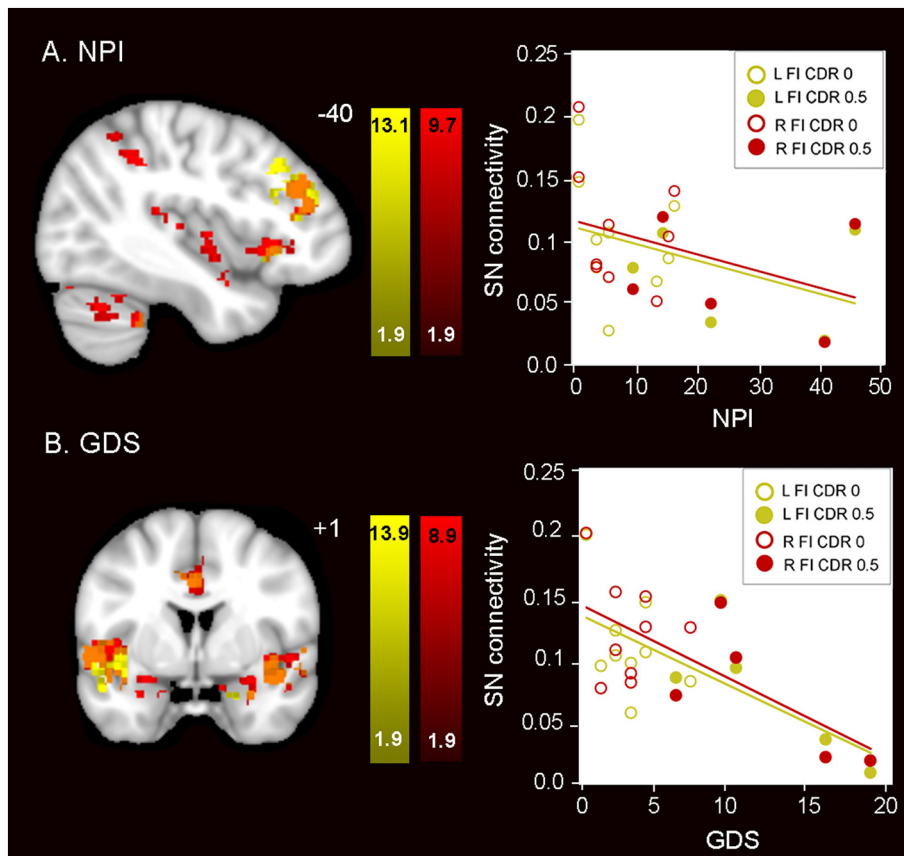 A. NPI
-40
13.1
9.7
1.9
1.9
0.25
0.2
0.15
0.1
0.05
0.0
SN connectivity
L FI CDR 0
L FI CDR 0.5
R FI CDR 0
R FI CDR 0.5
0 10 20 30 40 50
NPI
B. GDS
+1
13.9
8.9
1.9
1.9
0.25
0.2
0.15
0.1
0.05
0.0
SN connectivity
L FI CDR 0
L FI CDR 0.5
R FI CDR 0
R FI CDR 0.5
0 5 10 15 20
GDS